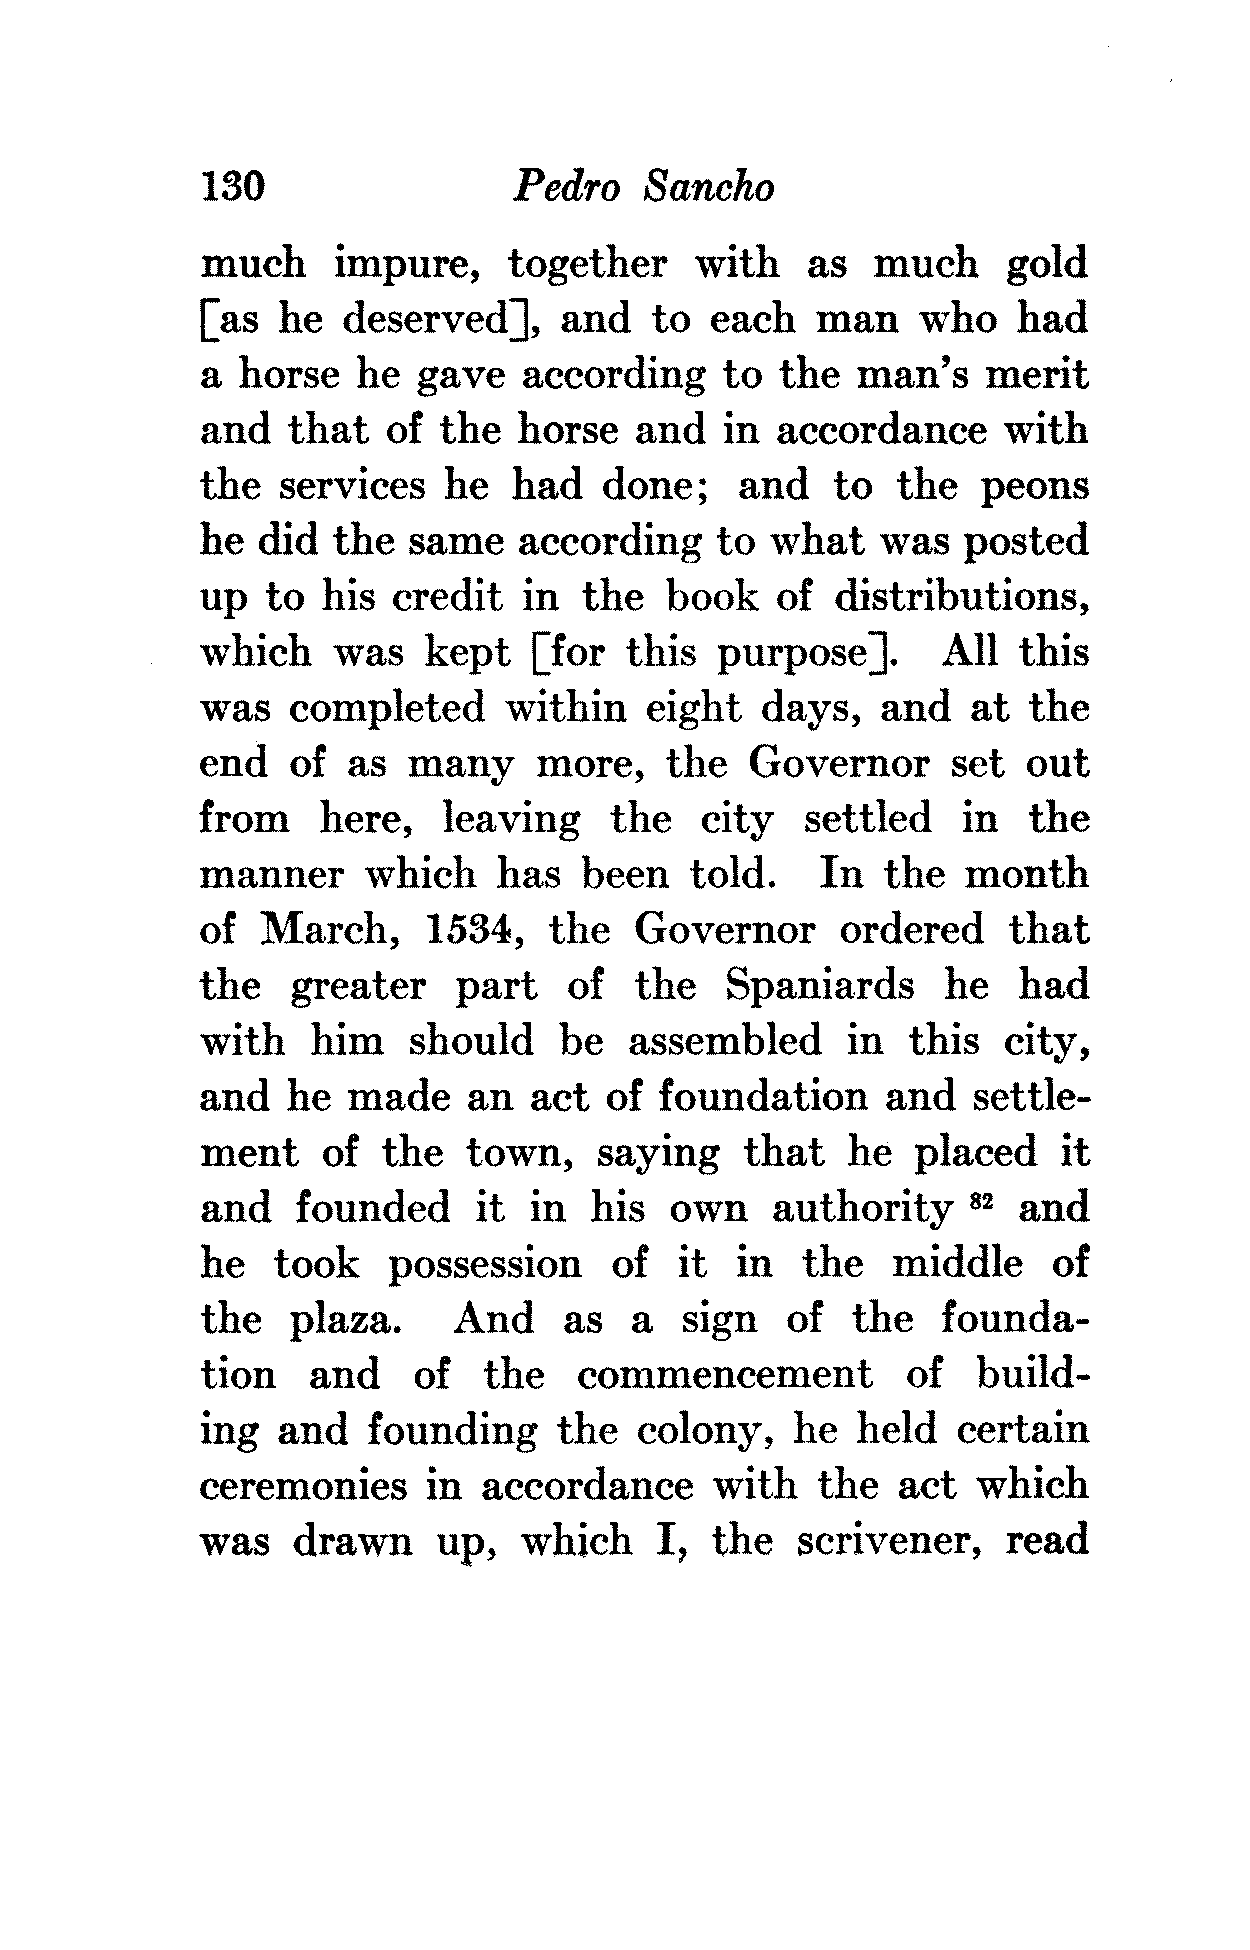 130 Pedro Sancho
much impure, together with as much gold
[as he deserved], and to each man who had
a horse he gave according to the man's merit
and that of the horse and in accordance with
the services he had done; and to the peons
he did the same according to what was posted
up to his credit in the book of distributions,
which was kept [for this purpose]. All this
was completed within eight days, and at the
end of as many more, the Governor set out
from here, leaving the city settled in the
manner which has been told. In the month
of March, 1534, the Governor ordered that
the greater part of the Spaniards he had
with him should be assembled in this city,
and he made an act of foundation and settle-
ment of the town, saying that he placed it
and founded it in his own authority 82 and
he took possession of it in the middle of
the plaza. And as a sign of the founda-
tion and of the commencement of build-
ing and founding the colony, he held certain
ceremonies in accordance with the act which
was drawn up, which I, the scrivener, read